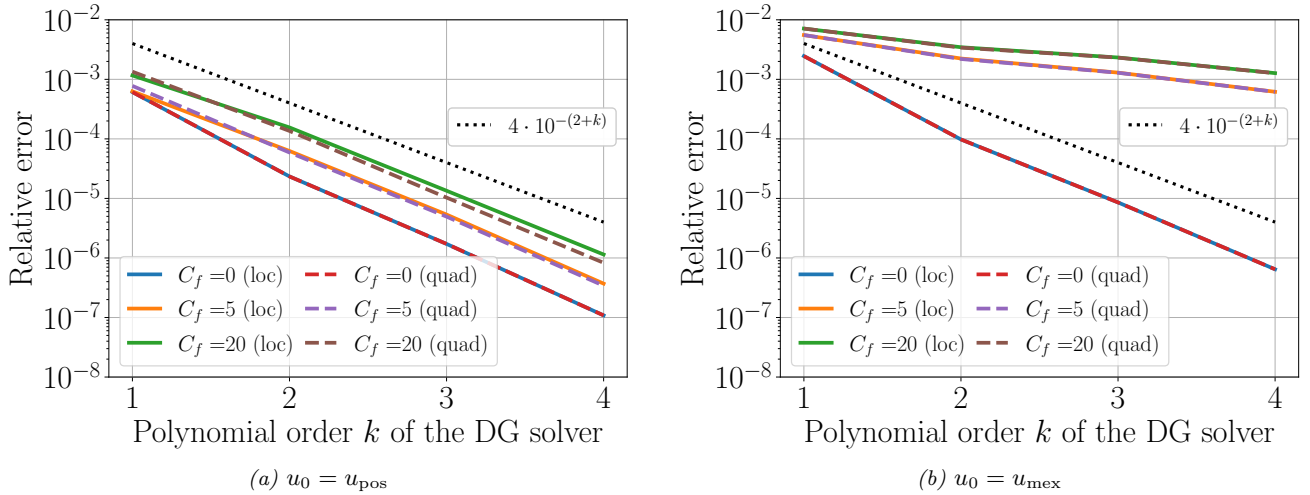 10^{-2}
10^{-3}
10^{-4}
10^{-5}
10^{-6}
10^{-7}
10^{-8}
Relative error
4 · 10^{-(2+k)}
C_f =0 (loc)
C_f =5 (loc)
C_f =20 (loc)
C_f =0 (quad)
C_f =5 (quad)
C_f =20 (quad)
1 2 3 4
Polynomial order k of the DG solver
(a) u_0 = u_{pos}
10^{-2}
10^{-3}
10^{-4}
10^{-5}
10^{-6}
10^{-7}
10^{-8}
Relative error
4 · 10^{-(2+k)}
C_f =0 (loc)
C_f =5 (loc)
C_f =20 (loc)
C_f =0 (quad)
C_f =5 (quad)
C_f =20 (quad)
1 2 3 4
Polynomial order k of the DG solver
(b) u_0 = u_{mex}